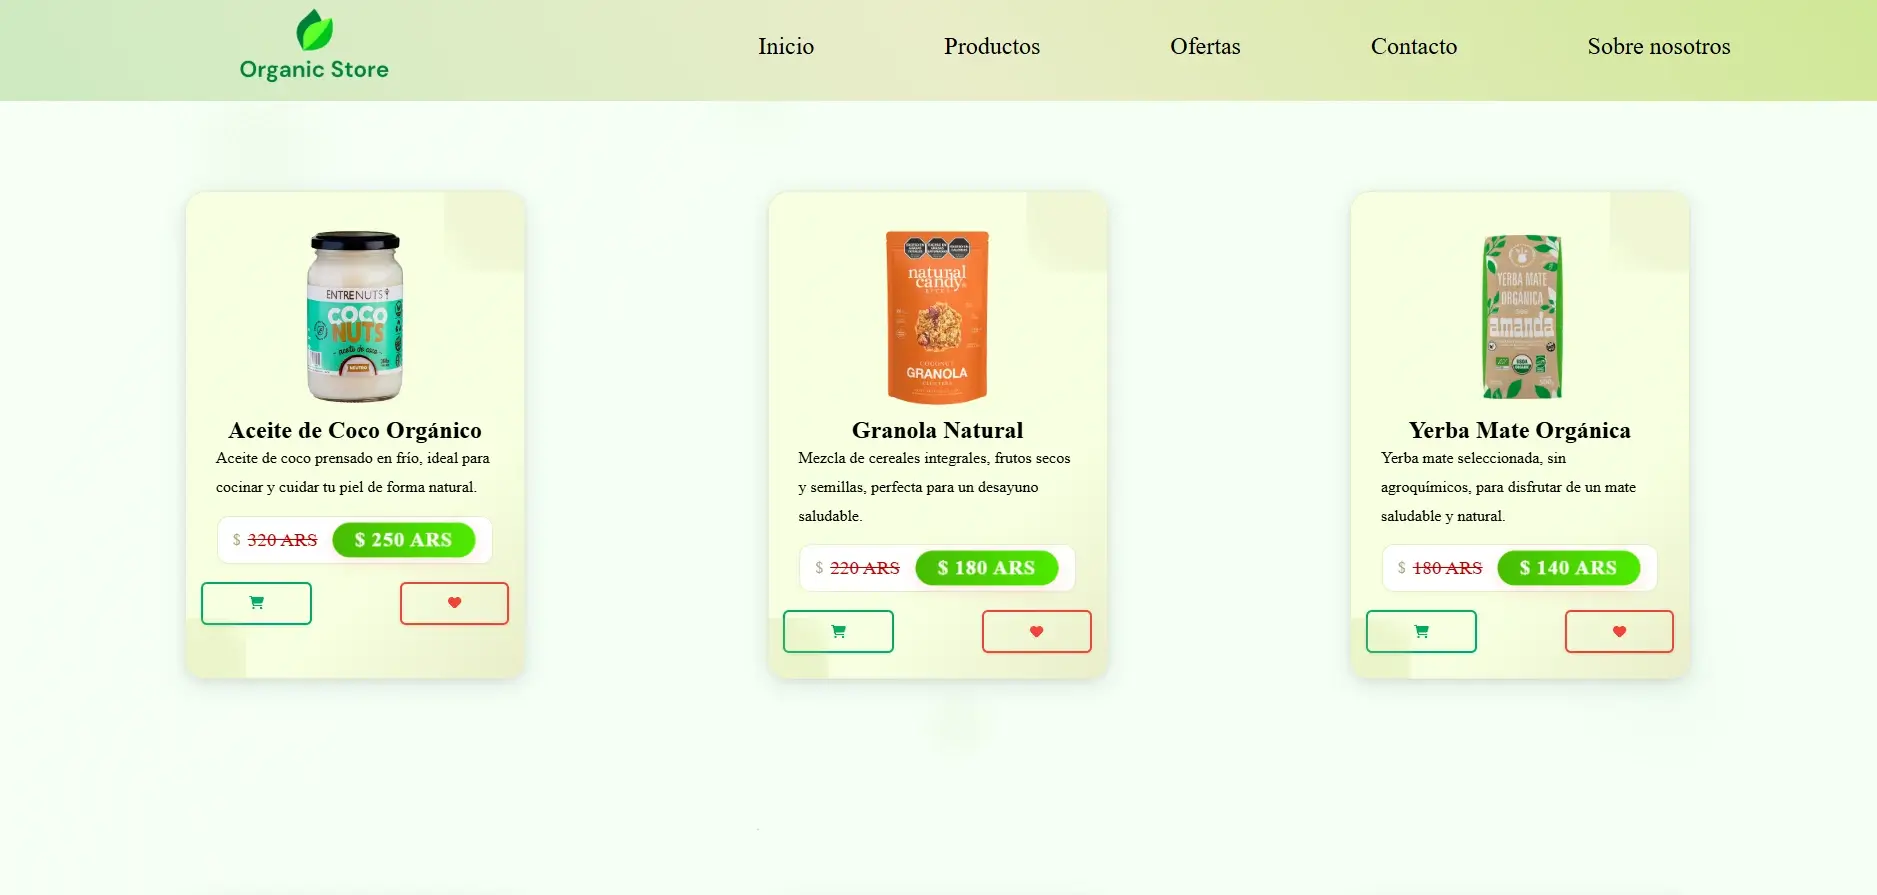 Organic Store
Inicio
Productos
Ofertas
Contacto
Sobre nosotros
ENTRENUTS
COCO
NUTS
aceite de coco
NEUTRO
Aceite de Coco Orgánico
Aceite de coco prensado en frío, ideal para
cocinar y cuidar tu piel de forma natural.
$ 320 ARS
$ 250 ARS
natural
candy
GRANOLA
Granola Natural
Mezcla de cereales integrales, frutos secos
y semillas, perfecta para un desayuno
saludable.
$ 220 ARS
$ 180 ARS
YERBA MATE
ORGANICA
amanda
Yerba Mate Orgánica
Yerba mate seleccionada, sin
agroquímicos, para disfrutar de un mate
saludable y natural.
$ 180 ARS
$ 140 ARS